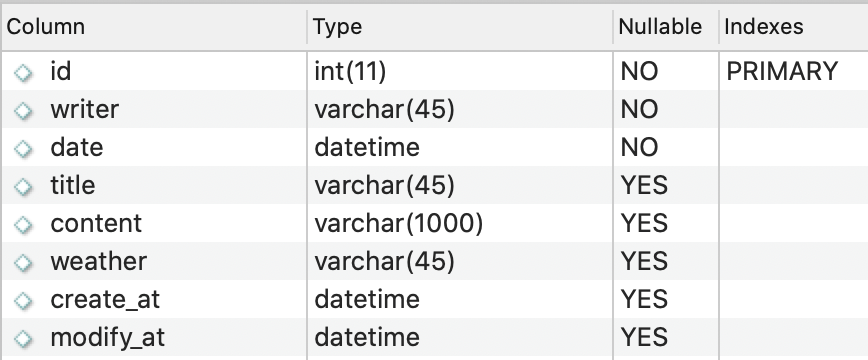 Column Type Nullable Indexes
id int(11) NO PRIMARY
writer varchar(45) NO
date datetime NO
title varchar(45) YES
content varchar(1000) YES
weather varchar(45) YES
create_at datetime YES
modify_at datetime YES